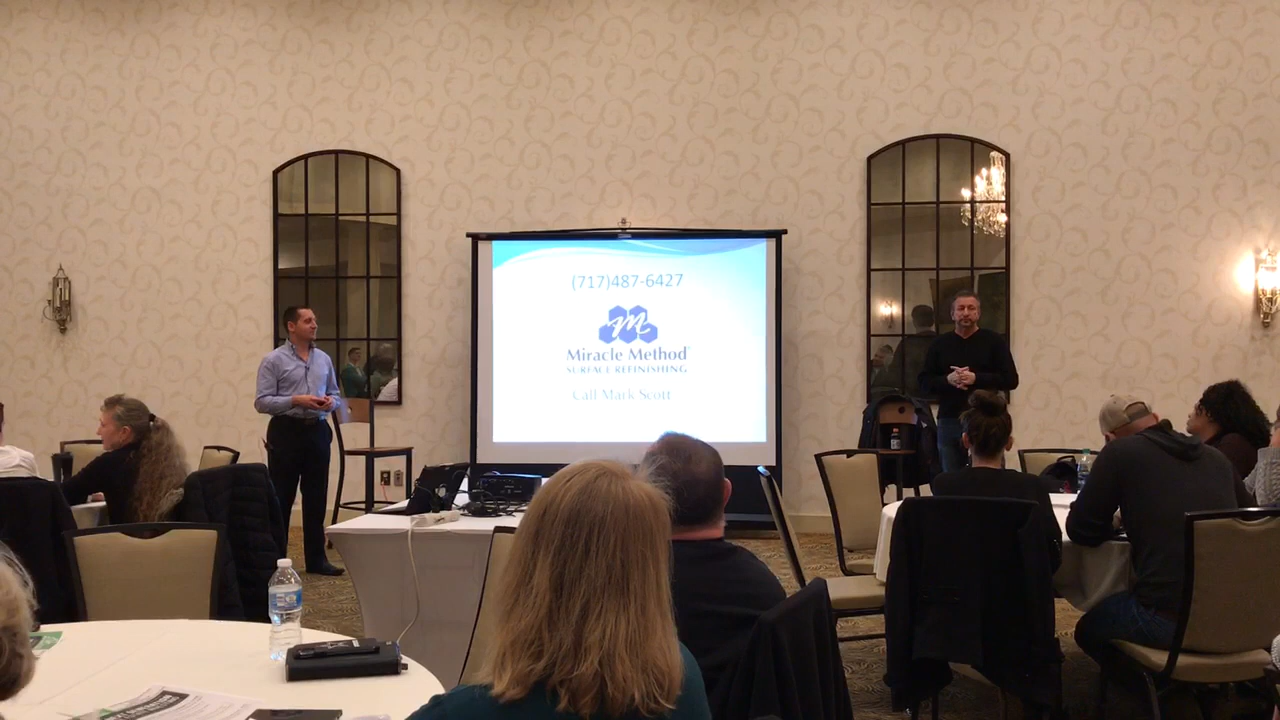 (717)487-6427
M
Miracle Method®
SURFACE REFINISHING
Call Mark Scott